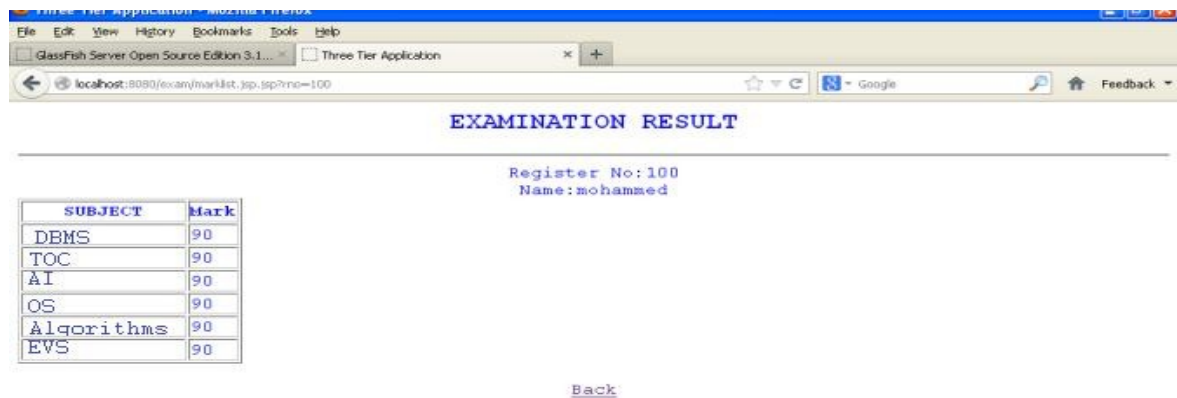 Three Tier Application - Mozilla Firefox
File Edit View History Bookmarks Tools Help
GlassFish Server Open Source Edition 3.1... × Three Tier Application × +
localhost:8080/exam/marklist.jsp.jsp?rno=100 Google Feedback
EXAMINATION RESULT
Register No:100
Name:mohammed
SUBJECT Mark
DBMS 90
TOC 90
AI 90
OS 90
Algorithms 90
EVS 90
Back